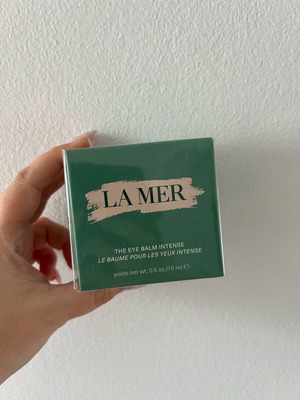 LA MER
THE EYE BALM INTENSE
LE BAUME POUR LES YEUX INTENSE
poids net wt. 0.5 oz./15 ml ℮